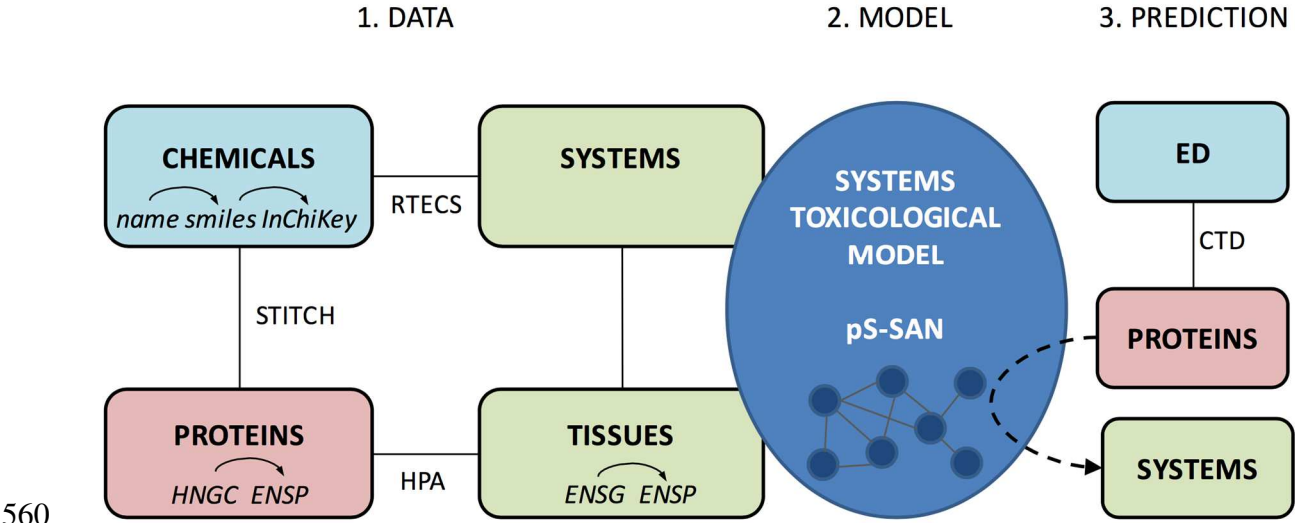 1. DATA
2. MODEL
3. PREDICTION
CHEMICALS
name smiles InChiKey
RTECS
SYSTEMS
STITCH
PROTEINS
HNGC ENSP
HPA
TISSUES
ENSG ENSP
SYSTEMS
TOXICOLOGICAL
MODEL
pS-SAN
ED
CTD
PROTEINS
SYSTEMS
560